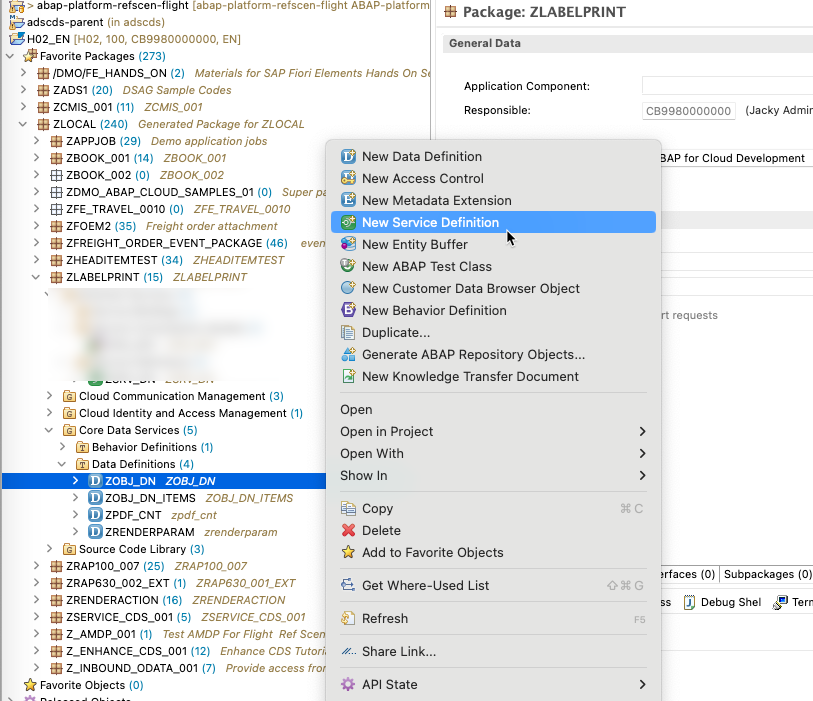 abap-platform-refscen-flight [abap-platform-refscen-flight ABAP-platform
adscds-parent (in adscds)
H02_EN [H02, 100, CB9980000000, EN]
Favorite Packages (273)
/DMO/FE_HANDS_ON (2) Materials for SAP Fiori Elements Hands On Se
ZADS1 (20) DSAG Sample Codes
ZCMIS_001 (11) ZCMIS_001
ZLOCAL (240) Generated Package for ZLOCAL
ZAPPJOB (29) Demo application jobs
ZBOOK_001 (14) ZBOOK_001
ZBOOK_002 (0) ZBOOK_002
ZDMO_ABAP_CLOUD_SAMPLES_01 (0) Super pa
ZFE_TRAVEL_0010 (0) ZFE_TRAVEL_0010
ZFOEM2 (35) Freight order attachment
ZFREIGHT_ORDER_EVENT_PACKAGE (46) even
ZHEADITEMTEST (34) ZHEADITEMTEST
ZLABELPRINT (15) ZLABELPRINT
Cloud Communication Management (3)
Cloud Identity and Access Management (1)
Core Data Services (5)
Behavior Definitions (1)
Data Definitions (4)
ZOBJ_DN ZOBJ_DN
ZOBJ_DN_ITEMS ZOBJ_DN_ITEMS
ZPDF_CNT zpdf_cnt
ZRENDERPARAM zrenderparam
Source Code Library (3)
ZRAP100_007 (25) ZRAP100_007
ZRAP630_002_EXT (1) ZRAP630_001_EXT
ZRENDERACTION (16) ZRENDERACTION
ZSERVICE_CDS_001 (5) ZSERVICE_CDS_001
Z_AMDP_001 (1) Test AMDP For Flight Ref Scen
Z_ENHANCE_CDS_001 (12) Enhance CDS Tutori
Z_INBOUND_ODATA_001 (7) Provide access fror
Favorite Objects (0)
New Data Definition
New Access Control
New Metadata Extension
New Service Definition
New Entity Buffer
New ABAP Test Class
New Customer Data Browser Object
New Behavior Definition
Duplicate...
Generate ABAP Repository Objects...
New Knowledge Transfer Document
Open
Open in Project
Open With
Show In
Copy ⌘C
Delete
Add to Favorite Objects
Get Where-Used List ⇧⌘G
Refresh F5
Share Link...
API State
Package: ZLABELPRINT
General Data
Application Component:
Responsible: CB9980000000 (Jacky Admin
BAP for Cloud Development
rt requests
erfaces (0) Subpackages (0)
ss Debug Shel Tern